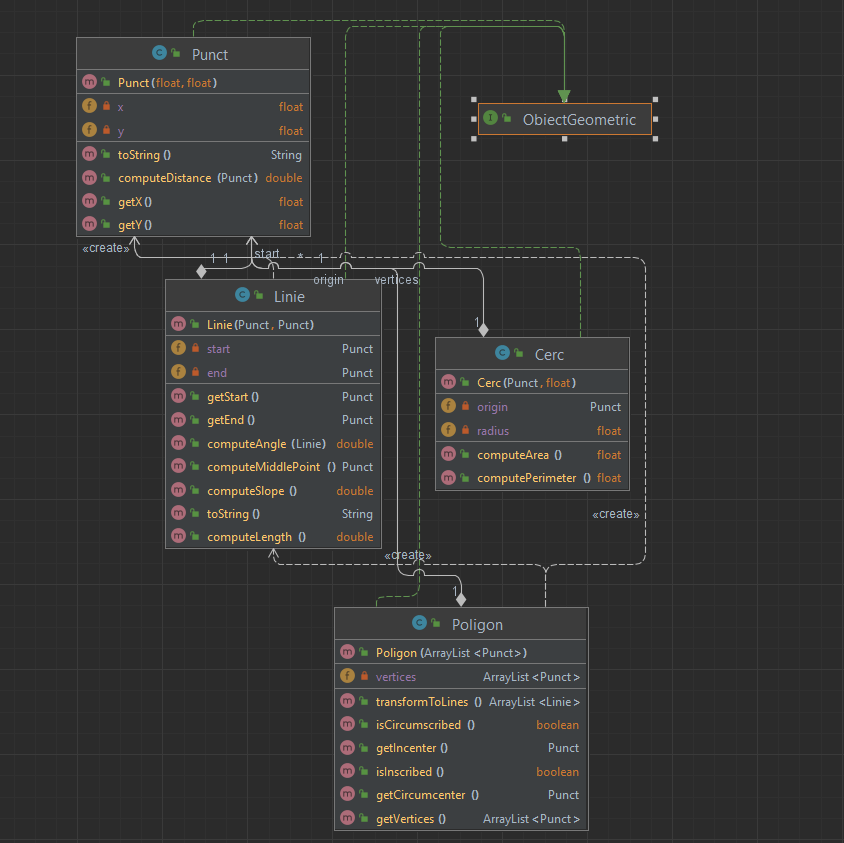 Punct
Punct(float, float)
x float
y float
toString() String
computeDistance (Punct) double
getX() float
getY() float
I ObiectGeometric
«create»
1 1 start * 1
origin vertices
Linie
Linie(Punct, Punct)
start Punct
end Punct
getStart() Punct
getEnd() Punct
computeAngle (Linie) double
computeMiddlePoint () Punct
computeSlope () double
toString() String
computeLength () double
1
Cerc
Cerc(Punct, float)
origin Punct
radius float
computeArea () float
computePerimeter () float
«create»
«create»
1
Poligon
Poligon(ArrayList <Punct>)
vertices ArrayList <Punct>
transformToLines () ArrayList <Linie>
isCircumscribed () boolean
getIncenter() Punct
isInscribed() boolean
getCircumcenter () Punct
getVertices() ArrayList <Punct>